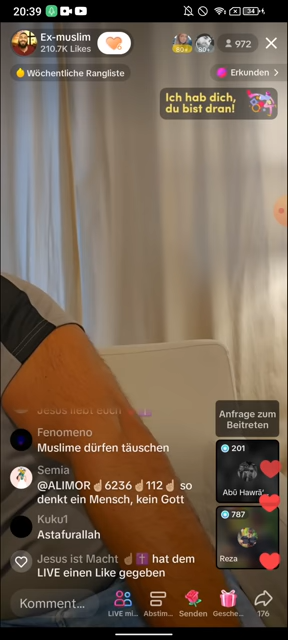 20:39
34
Ex-muslim
210.7K Likes
80+
60+
972
Wöchentliche Rangliste
Erkunden
Ich hab dich,
du bist dran!
Jesus liebt euch
Fenomeno
Muslime dürfen täuschen
Semia
@ALIMOR☝🏼6236☝🏼112☝🏼 so
denkt ein Mensch, kein Gott
Kuku1
Astafurallah
Jesus ist Macht ☝🏼✝️ hat dem
LIVE einen Like gegeben
Anfrage zum
Beitreten
201
Abū Hawrā'
787
Reza
Komment...
LIVE mi...
Abstim...
Senden
Gesche...
176